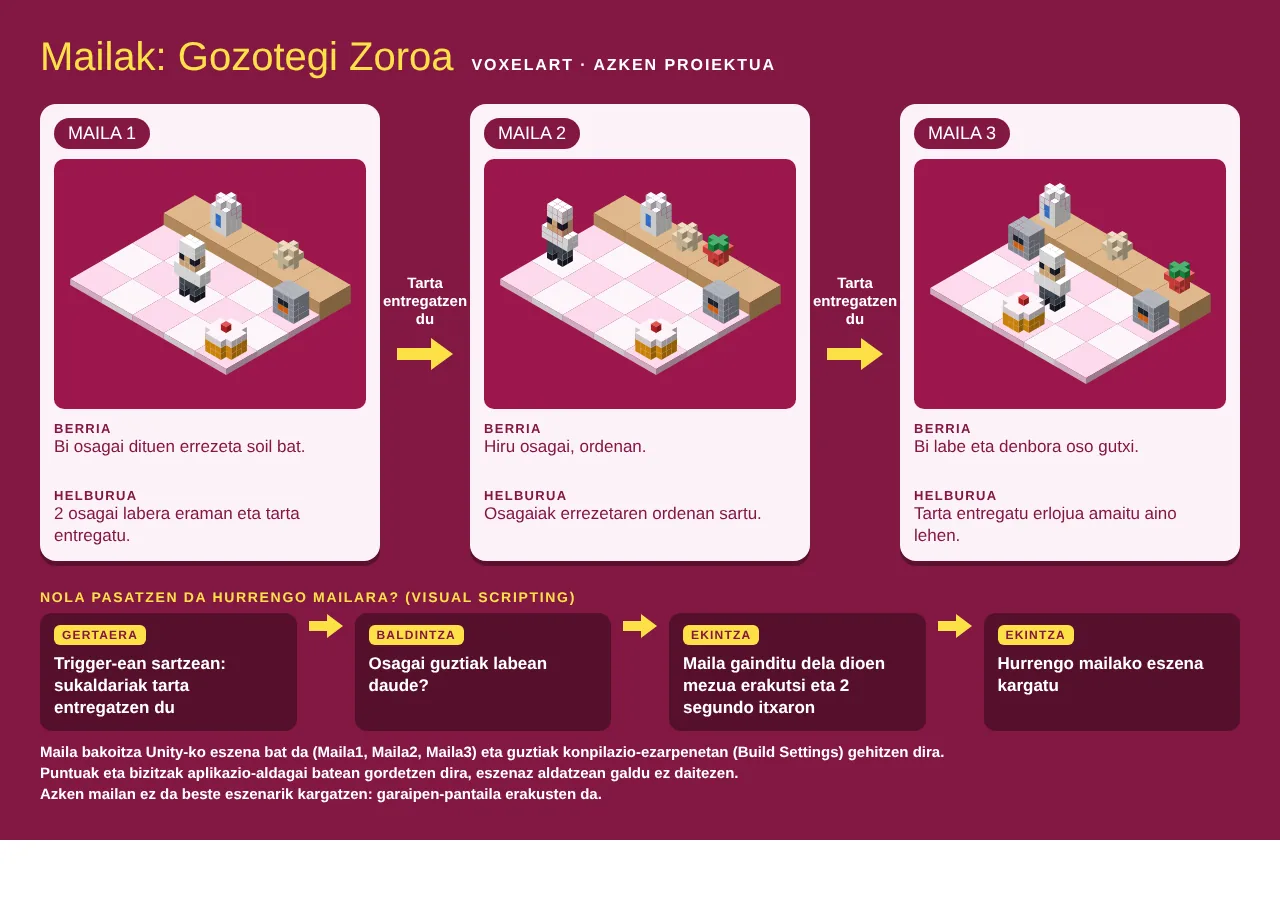 Mailak: Gozotegi Zoroa VOXELART · AZKEN PROIEKTUA
MAILA 1
BERRIA
Bi osagai dituen errezeta soil bat.
HELBURUA
2 osagai labera eraman eta tarta
entregatu.
Tarta
entregatzen
du
MAILA 2
BERRIA
Hiru osagai, ordenan.
HELBURUA
Osagaiak errezetaren ordenan sartu.
Tarta
entregatzen
du
MAILA 3
BERRIA
Bi labe eta denbora oso gutxi.
HELBURUA
Tarta entregatu erlojua amaitu aino
lehen.
NOLA PASATZEN DA HURRENGO MAILARA? (VISUAL SCRIPTING)
GERTAERA
Trigger-ean sartzean:
sukaldariak tarta
entregatzen du
BALDINTZA
Osagai guztiak labean
daude?
EKINTZA
Maila gainditu dela dioen
mezua erakutsi eta 2
segundo itxaron
EKINTZA
Hurrengo mailako eszena
kargatu
Maila bakoitza Unity-ko eszena bat da (Maila1, Maila2, Maila3) eta guztiak konpilazio-ezarpenetan (Build Settings) gehitzen dira.
Puntuak eta bizitzak aplikazio-aldagai batean gordetzen dira, eszenaz aldatzean galdu ez daitezen.
Azken mailan ez da beste eszenarik kargatzen: garaipen-pantaila erakusten da.